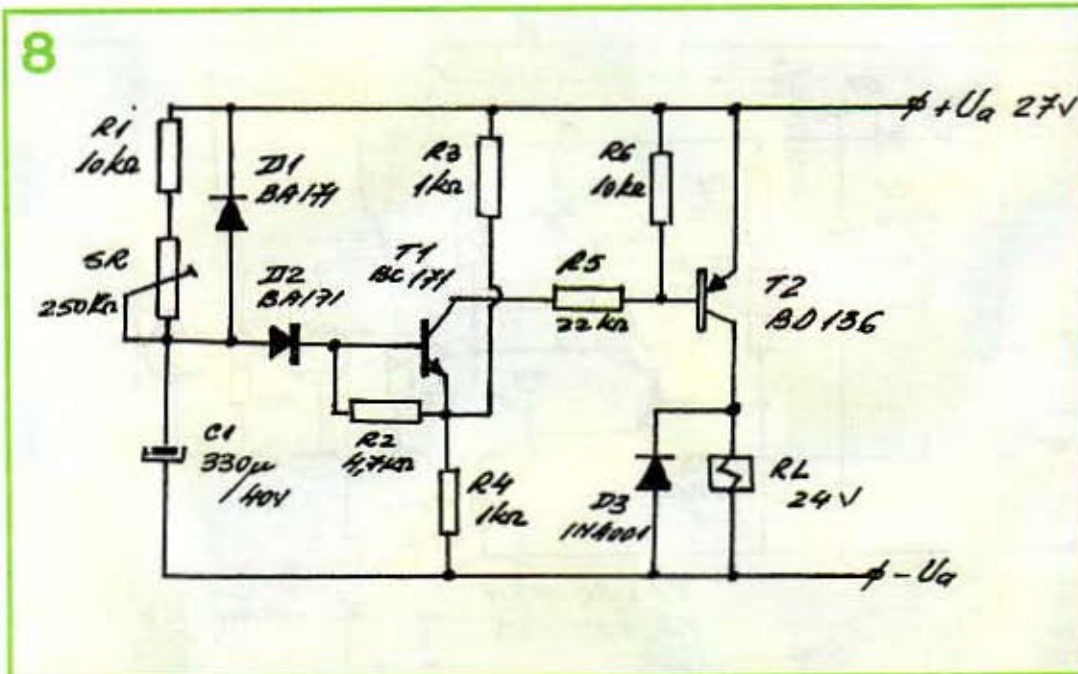 8
R1
10kΩ
D1
BA171
R3
1kΩ
R6
10kΩ
+Ua 27V
SR
250KΩ
D2
BA171
T1
BC171
R5
22kΩ
T2
BD136
C1
330µ
/40V
R2
4,7kΩ
R4
1kΩ
D3
1N4001
RL
24V
-Ua